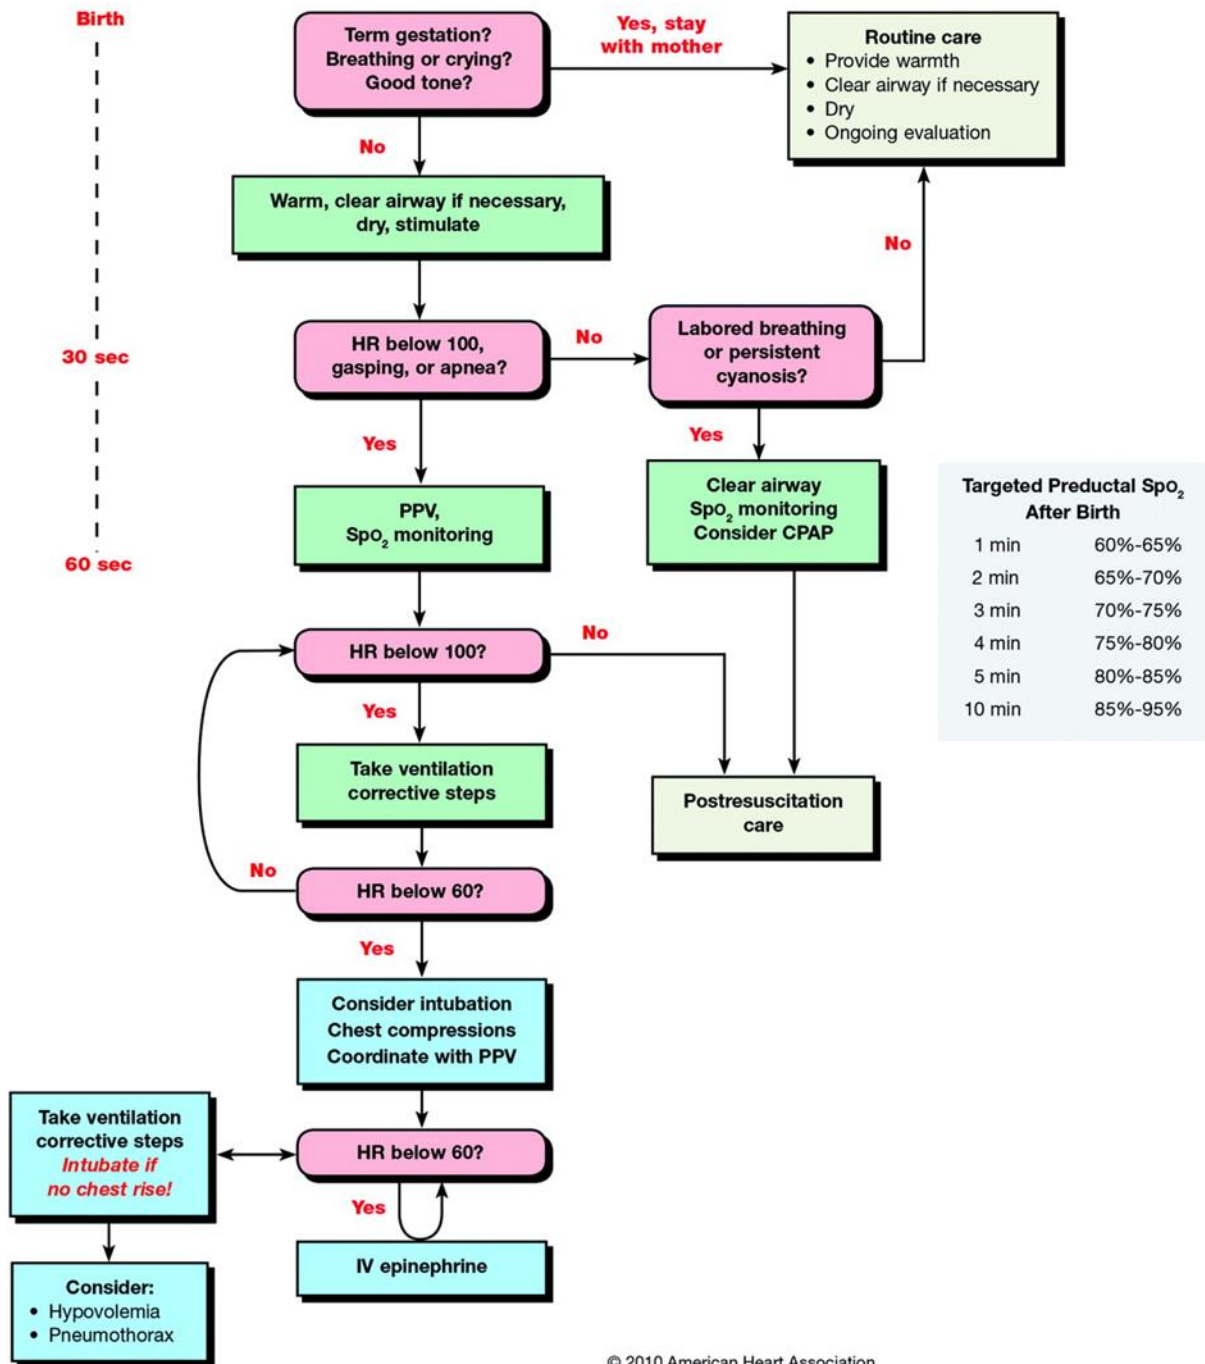 Birth
30 sec
60 sec
Term gestation?
Breathing or crying?
Good tone?
Yes, stay
with mother
Routine care
• Provide warmth
• Clear airway if necessary
• Dry
• Ongoing evaluation
No
Warm, clear airway if necessary,
dry, stimulate
HR below 100,
gasping, or apnea?
No
Labored breathing
or persistent
cyanosis?
No
Yes
PPV,
SpO₂ monitoring
Yes
Clear airway
SpO₂ monitoring
Consider CPAP
Targeted Preductal SpO₂
After Birth
1 min 60%-65%
2 min 65%-70%
3 min 70%-75%
4 min 75%-80%
5 min 80%-85%
10 min 85%-95%
HR below 100?
No
Yes
Take ventilation
corrective steps
Postresuscitation
care
HR below 60?
No
Yes
Consider intubation
Chest compressions
Coordinate with PPV
HR below 60?
Take ventilation
corrective steps
Intubate if
no chest rise!
Yes
IV epinephrine
Consider:
• Hypovolemia
• Pneumothorax
© 2010 American Heart Association